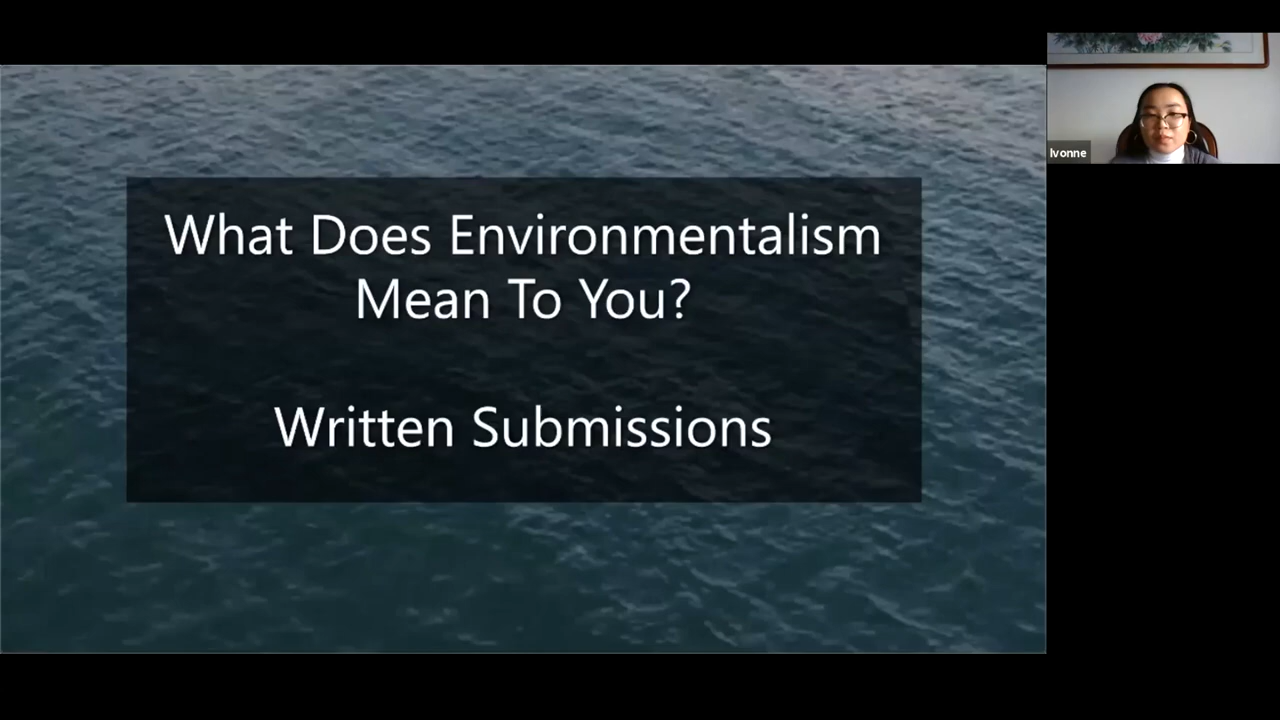 What Does Environmentalism
Mean To You?
Written Submissions
Ivonne